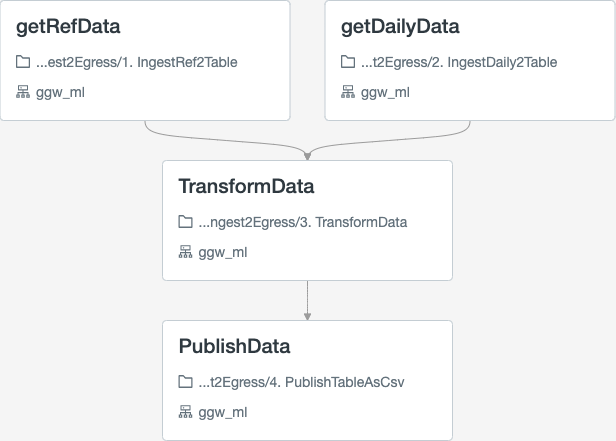 getRefData
...est2Egress/1. IngestRef2Table
ggw_ml
getDailyData
...t2Egress/2. IngestDaily2Table
ggw_ml
TransformData
...ngest2Egress/3. TransformData
ggw_ml
PublishData
...t2Egress/4. PublishTableAsCsv
ggw_ml